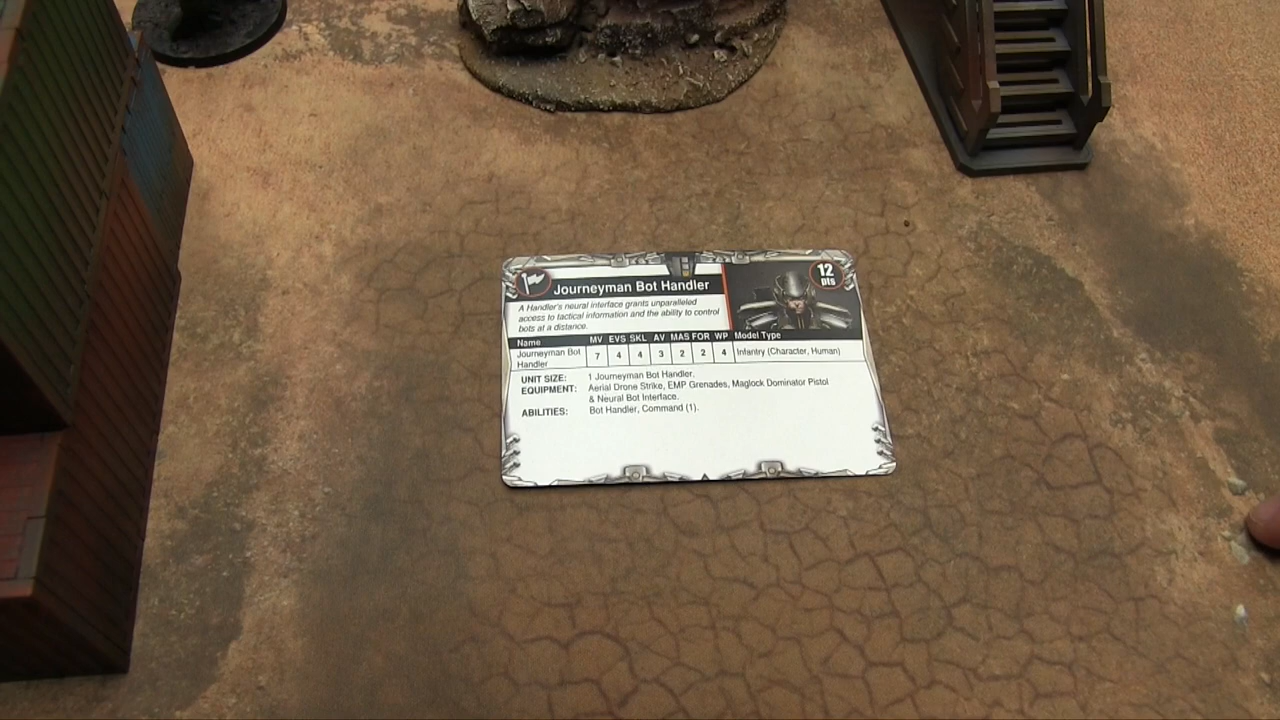 Journeyman Bot Handler
12
pts
A Handler's neural interface grants unparalleled
access to tactical information and the ability to control
bots at a distance.
Name MV EVS SKL AV MAS FOR WP Model Type
Journeyman Bot
Handler 7 4 4 3 2 2 4 Infantry (Character, Human)
UNIT SIZE: 1 Journeyman Bot Handler.
EQUIPMENT: Aerial Drone Strike, EMP Grenades, Maglock Dominator Pistol
& Neural Bot Interface.
ABILITIES: Bot Handler, Command (1).